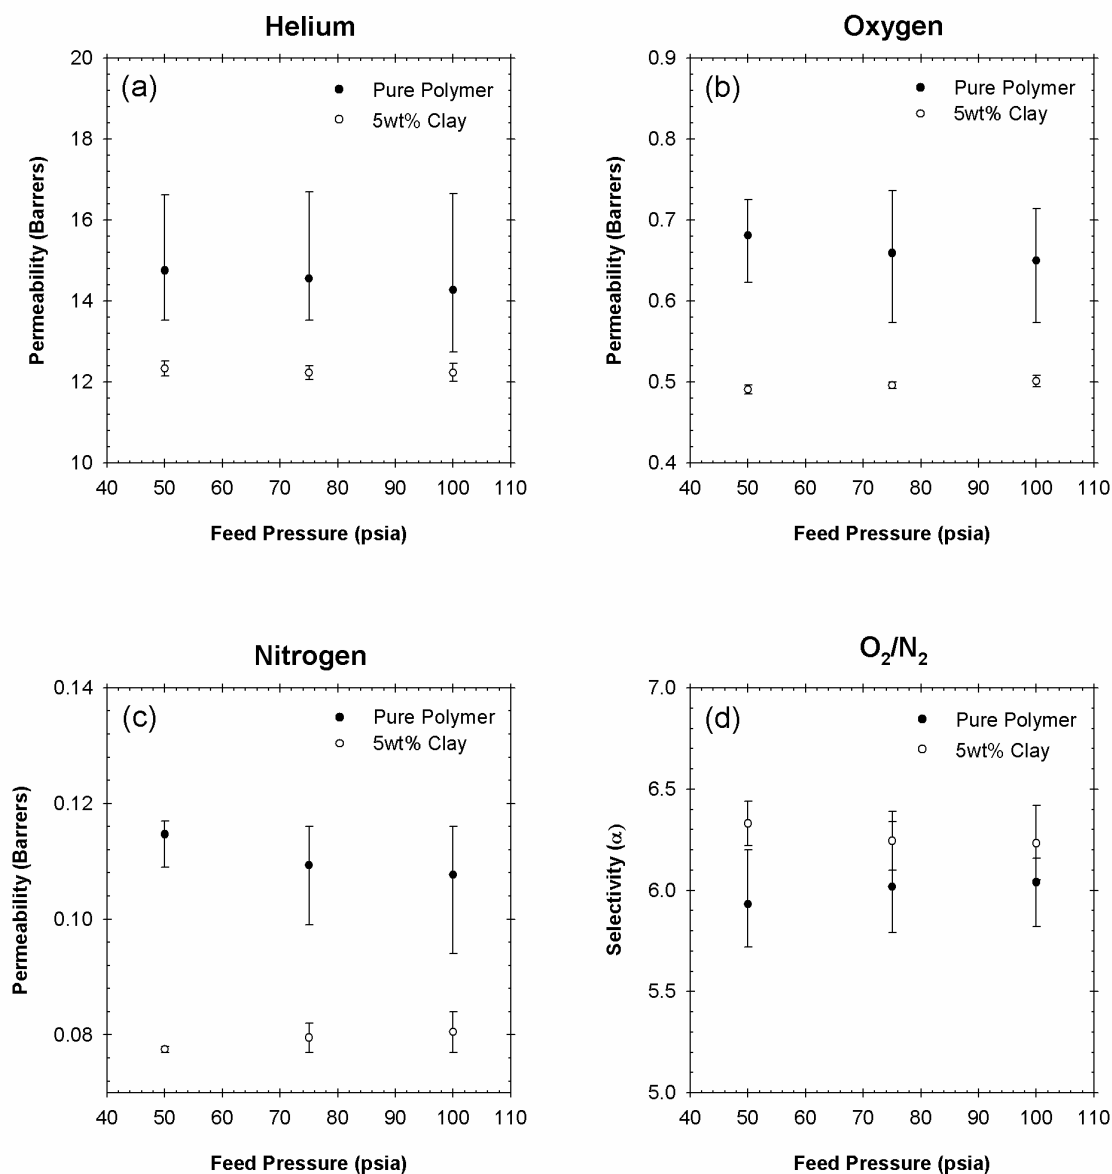 Helium
(a)
Pure Polymer
5wt% Clay
Permeability (Barrers)
20
18
16
14
12
10
40 50 60 70 80 90 100 110
Feed Pressure (psia)
Oxygen
(b)
Pure Polymer
5wt% Clay
Permeability (Barrers)
0.9
0.8
0.7
0.6
0.5
0.4
40 50 60 70 80 90 100 110
Feed Pressure (psia)
Nitrogen
(c)
Pure Polymer
5wt% Clay
Permeability (Barrers)
0.14
0.12
0.10
0.08
40 50 60 70 80 90 100 110
Feed Pressure (psia)
O₂/N₂
(d)
Pure Polymer
5wt% Clay
Selectivity (α)
7.0
6.5
6.0
5.5
5.0
40 50 60 70 80 90 100 110
Feed Pressure (psia)